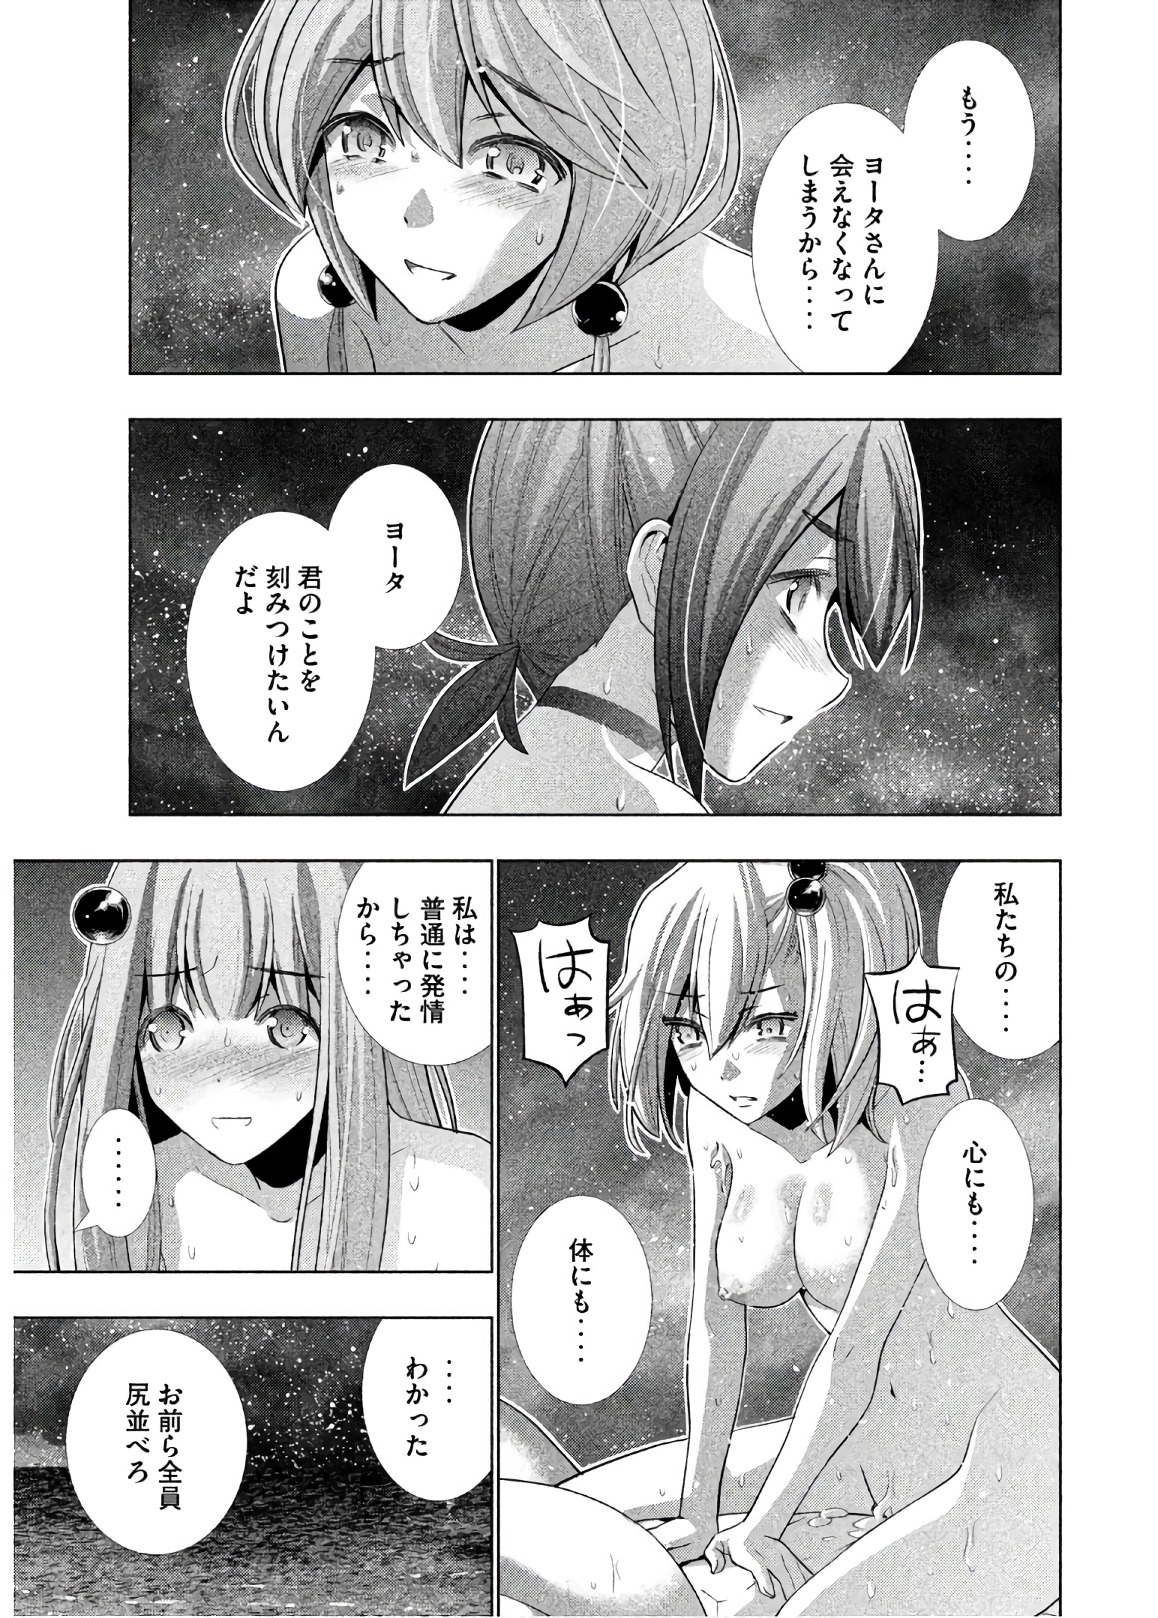 もう‥‥
ヨータさんに
会えなくなって
しまうから‥‥
ヨータ
君のことを
刻みつけたいん
だよ
私たちの‥‥
はぁ…
はぁっ
心にも‥‥
体にも‥‥
私は‥‥
普通に発情
しちゃった
から‥‥
‥‥‥
‥‥
わかった
お前ら全員
尻並べろ